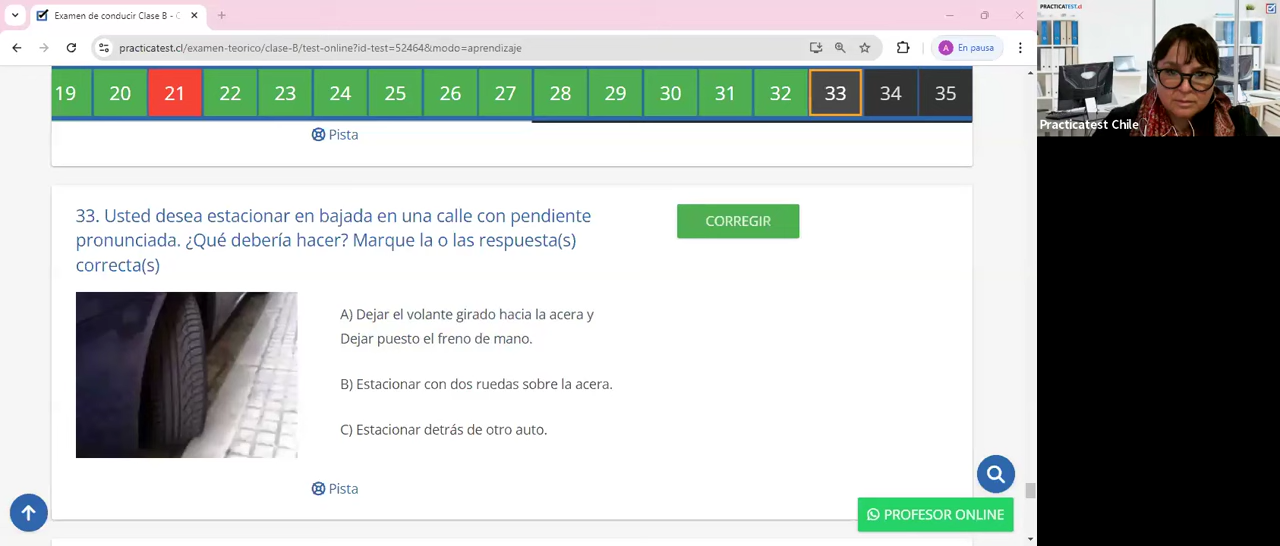 Examen de conducir Clase B - C
practicatest.cl/examen-teorico/clase-B/test-online?id-test=52464&modo=aprendizaje
A
En pausa
19 20 21 22 23 24 25 26 27 28 29 30 31 32 33 34 35
Pista
33. Usted desea estacionar en bajada en una calle con pendiente
pronunciada. ¿Qué debería hacer? Marque la o las respuesta(s)
correcta(s)
CORREGIR
A) Dejar el volante girado hacia la acera y
Dejar puesto el freno de mano.
B) Estacionar con dos ruedas sobre la acera.
C) Estacionar detrás de otro auto.
Pista
PROFESOR ONLINE
PRACTICATEST.cl
Practicatest Chile